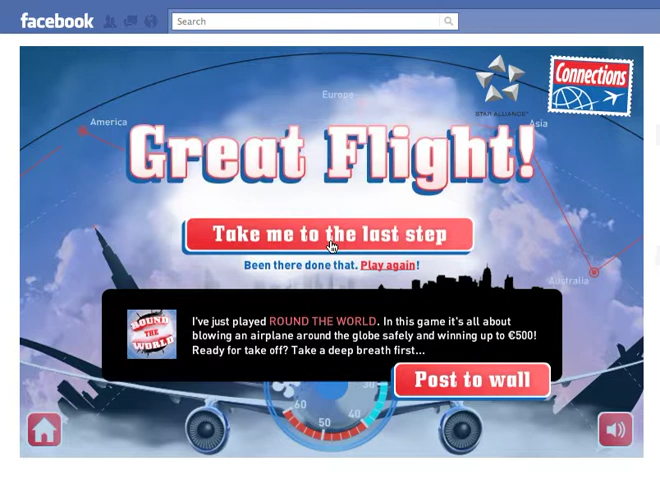 facebook
Search
Connections
STAR ALLIANCE™
Europe
America
Asia
Great Flight!
Take me to the last step
Been there done that. Play again!
Australia
ROUND THE WORLD
I've just played ROUND THE WORLD. In this game it's all about
blowing an airplane around the globe safely and winning up to €500!
Ready for take off? Take a deep breath first...
Post to wall
60
50
40
30